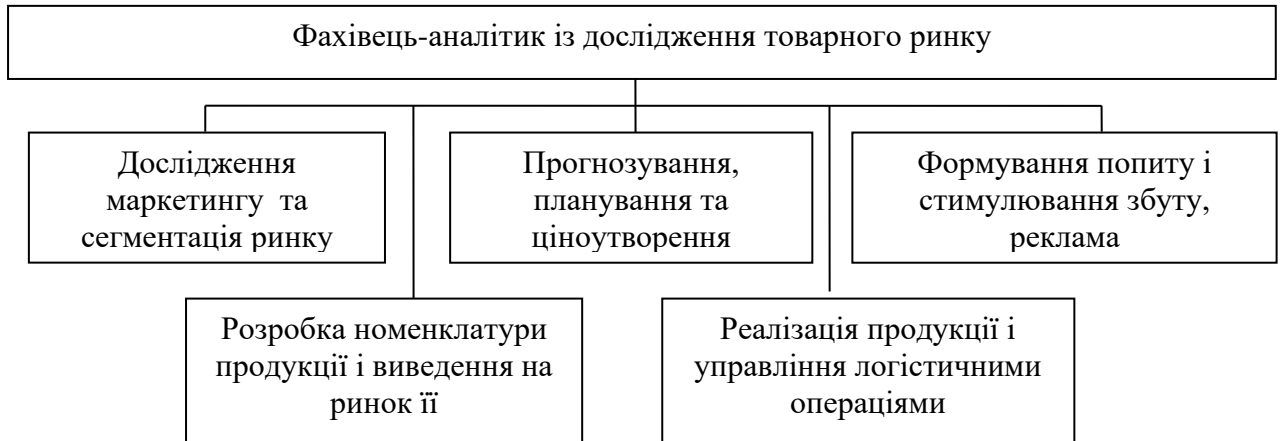 Фахівець-аналітик із дослідження товарного ринку
Дослідження
маркетингу та
сегментація ринку
Прогнозування,
планування та
ціноутворення
Формування попиту і
стимулювання збуту,
реклама
Розробка номенклатури
продукції і виведення на
ринок її
Реалізація продукції і
управління логістичними
операціями